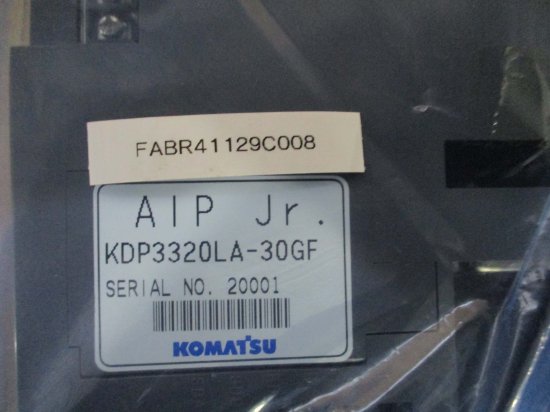 FABR41129C008
AIP Jr.
KDP3320LA-30GF
SERIAL NO. 20001
KOMATSU